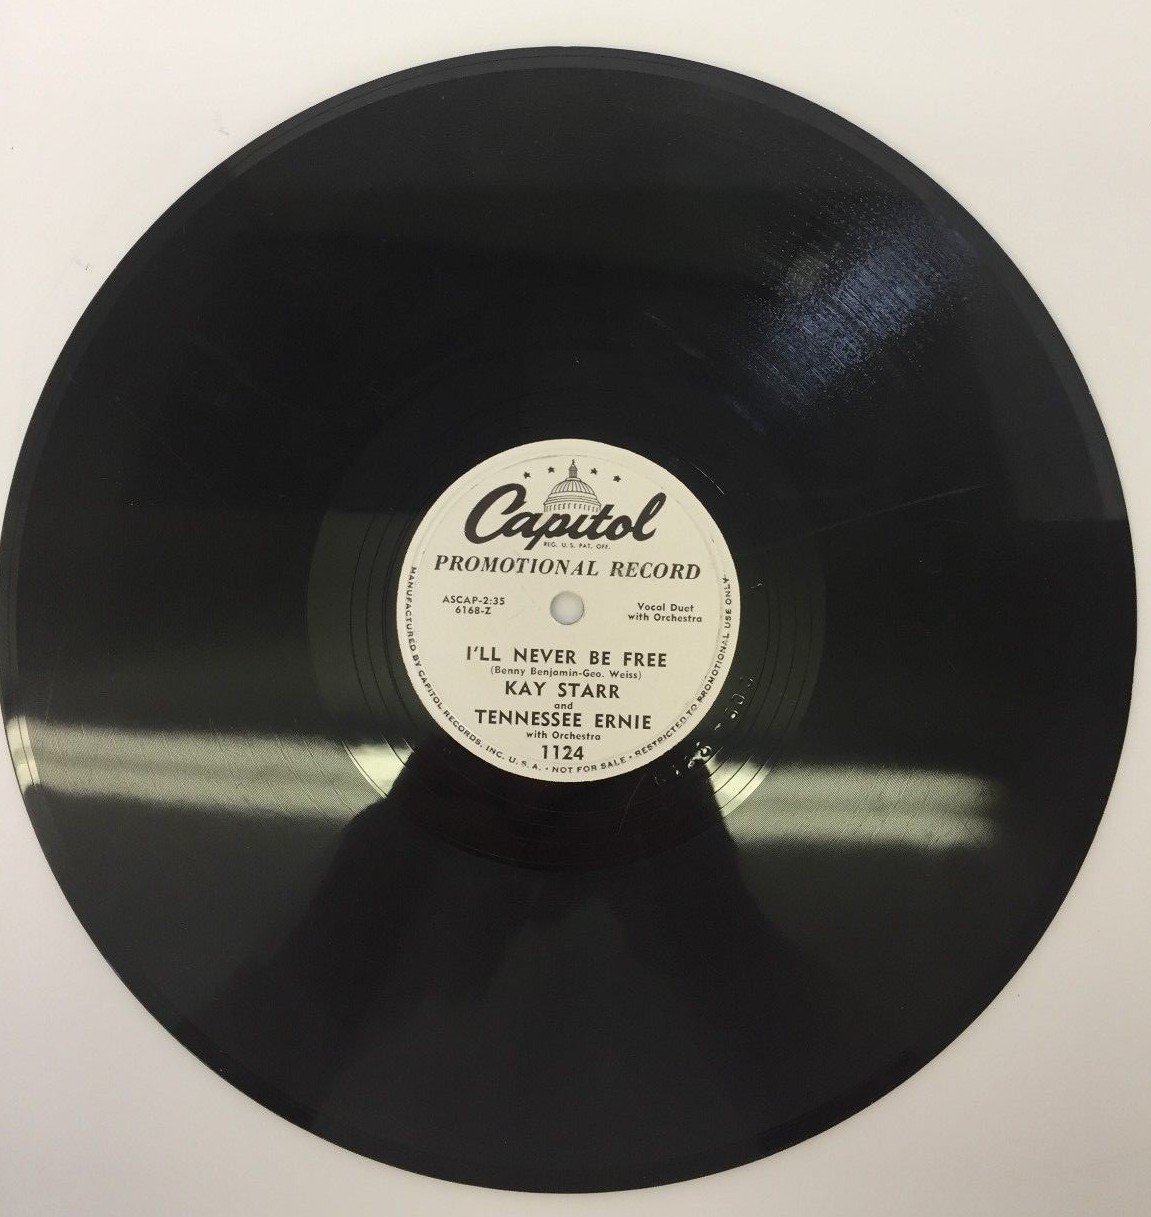 Capitol
REG. U.S. PAT. OFF.
PROMOTIONAL RECORD
ASCAP-2:35
6168-Z
Vocal Duet
with Orchestra
I'LL NEVER BE FREE
(Benny Benjamin-Geo. Weiss)
KAY STARR
and
TENNESSEE ERNIE
with Orchestra
1124
MANUFACTURED BY CAPITOL RECORDS, INC. U. S. A. • NOT FOR SALE • RESTRICTED TO PROMOTIONAL USE ONLY